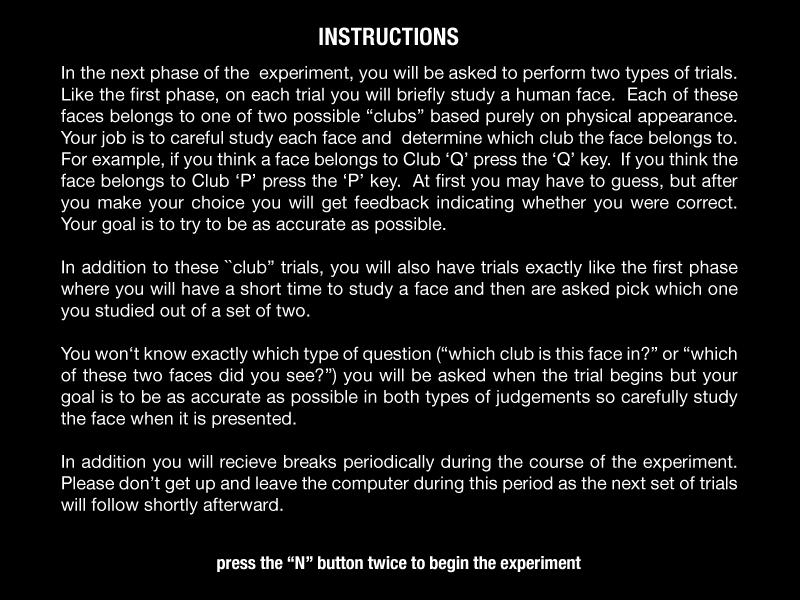 INSTRUCTIONS
In the next phase of the  experiment, you will be asked to perform two types of trials.
Like the first phase, on each trial you will briefly study a human face.  Each of these
faces belongs to one of two possible “clubs” based purely on physical appearance.
Your job is to careful study each face and  determine which club the face belongs to.
For example, if you think a face belongs to Club ‘Q’ press the ‘Q’ key.  If you think the
face belongs to Club ‘P’ press the ‘P’ key.  At first you may have to guess, but after
you make your choice you will get feedback indicating whether you were correct.
Your goal is to try to be as accurate as possible.
In addition to these ``club” trials, you will also have trials exactly like the first phase
where you will have a short time to study a face and then are asked pick which one
you studied out of a set of two.
You won‘t know exactly which type of question (“which club is this face in?” or “which
of these two faces did you see?”) you will be asked when the trial begins but your
goal is to be as accurate as possible in both types of judgements so carefully study
the face when it is presented.
In addition you will recieve breaks periodically during the course of the experiment.
Please don’t get up and leave the computer during this period as the next set of trials
will follow shortly afterward.
press the “N” button twice to begin the experiment